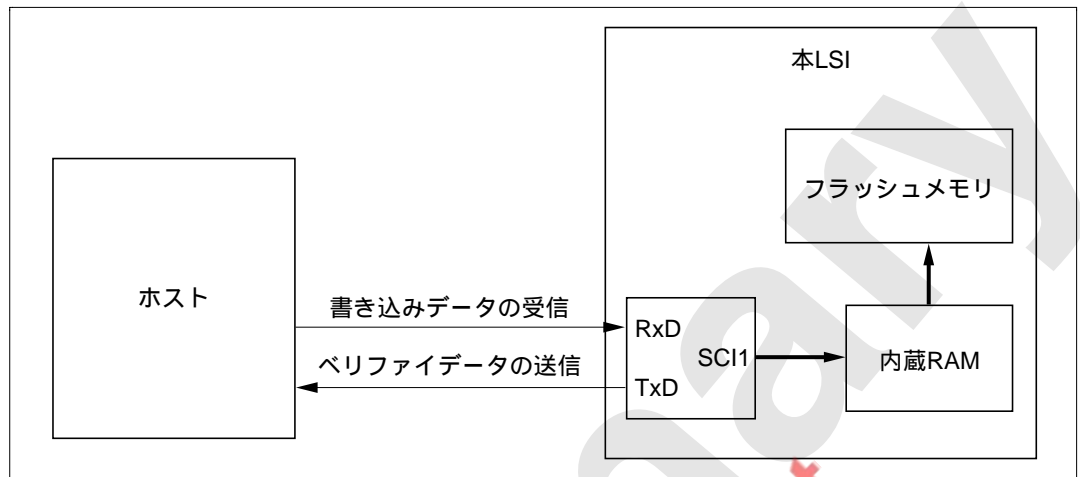 本LSI
フラッシュメモリ
ホスト
書き込みデータの受信
RxD
SCI1
内蔵RAM
ベリファイデータの送信
TxD